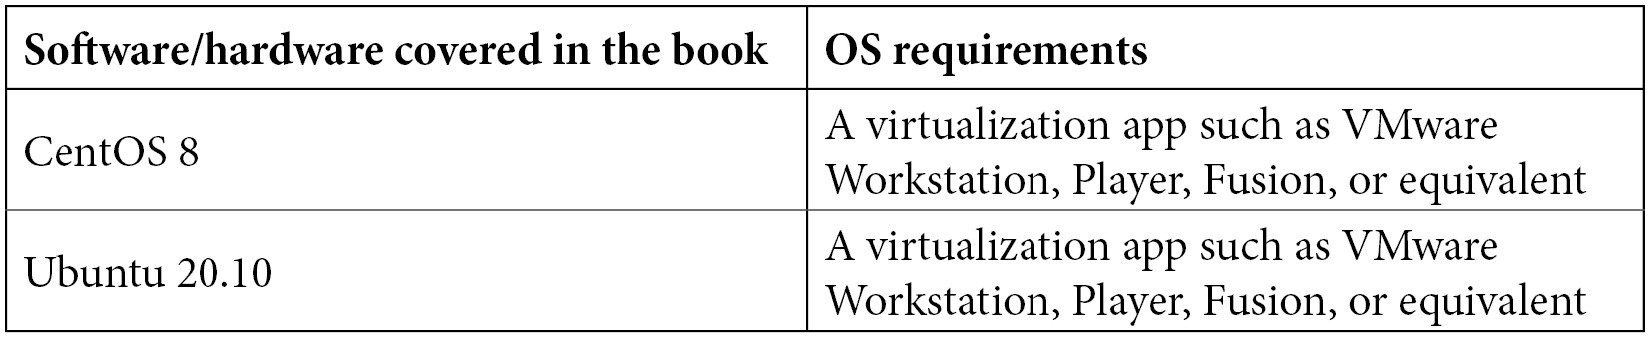 Software/hardware covered in the book
OS requirements
CentOS 8
A virtualization app such as VMware
Workstation, Player, Fusion, or equivalent
Ubuntu 20.10
A virtualization app such as VMware
Workstation, Player, Fusion, or equivalent